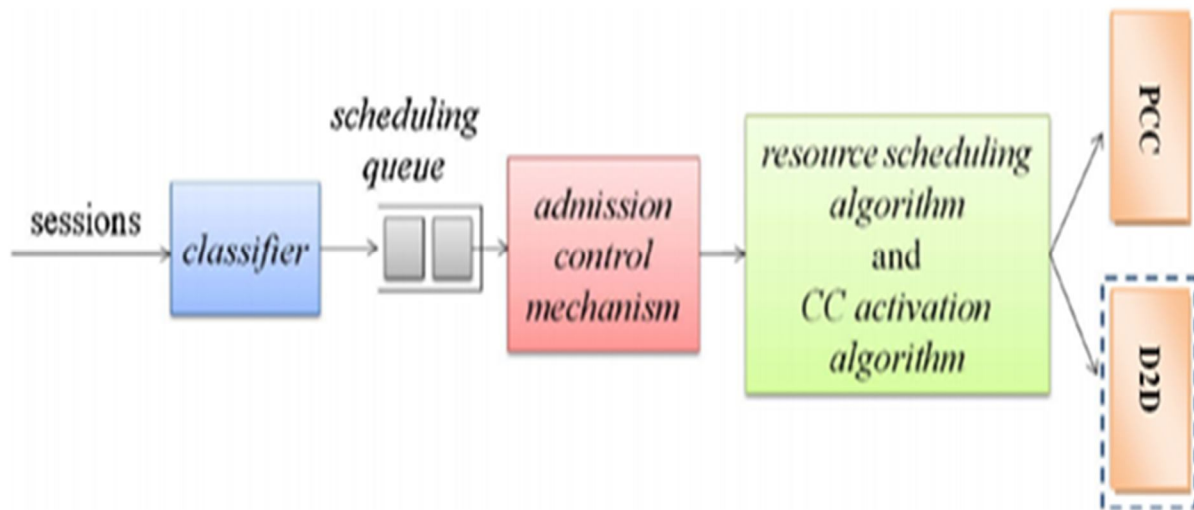 sessions
classifier
scheduling
queue
admission
control
mechanism
resource scheduling
algorithm
and
CC activation
algorithm
PCC
D2D